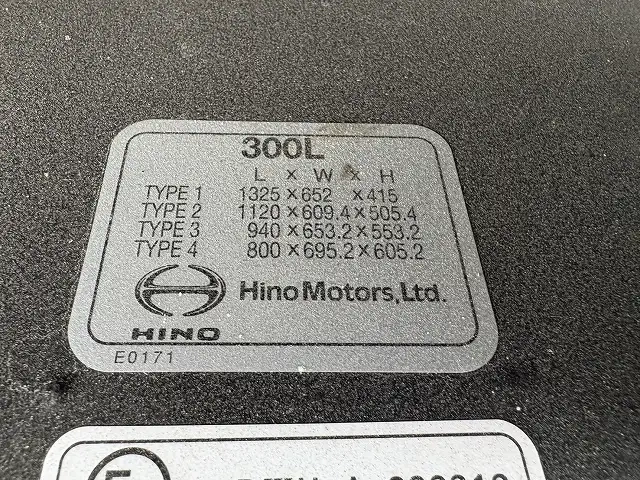 300L
L × W × H
TYPE 1 1325 × 652 × 415
TYPE 2 1120 × 609.4 × 505.4
TYPE 3 940 × 653.2 × 553.2
TYPE 4 800 × 695.2 × 605.2
Hino Motors, Ltd.
HINO
E0171